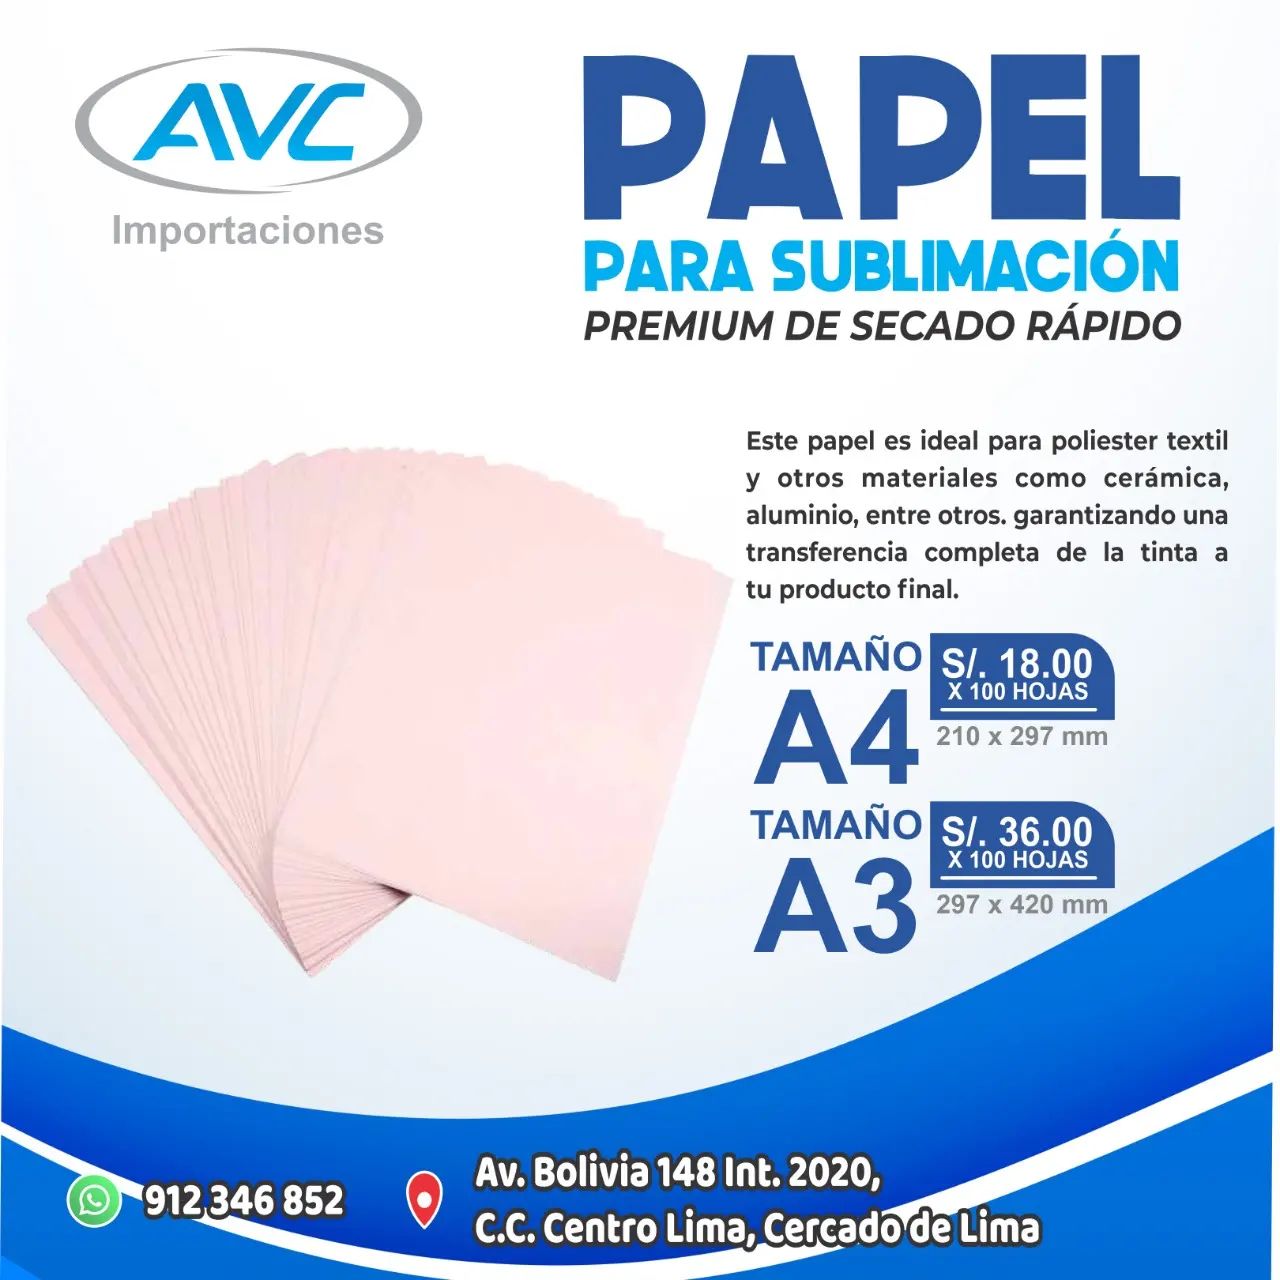 AVC
Importaciones
PAPEL
PARA SUBLIMACIÓN
PREMIUM DE SECADO RÁPIDO
Este papel es ideal para poliester textil
y otros materiales como cerámica,
aluminio, entre otros. garantizando una
transferencia completa de la tinta a
tu producto final.
TAMAÑO
A4
S/. 18.00
X 100 HOJAS
210 x 297 mm
TAMAÑO
A3
S/. 36.00
X 100 HOJAS
297 x 420 mm
912 346 852
Av. Bolivia 148 Int. 2020,
C.C. Centro Lima, Cercado de Lima